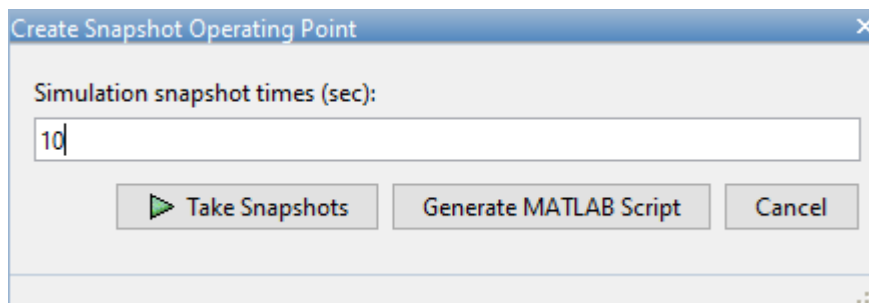 Create Snapshot Operating Point
Simulation snapshot times (sec):
10
Take Snapshots Generate MATLAB Script Cancel